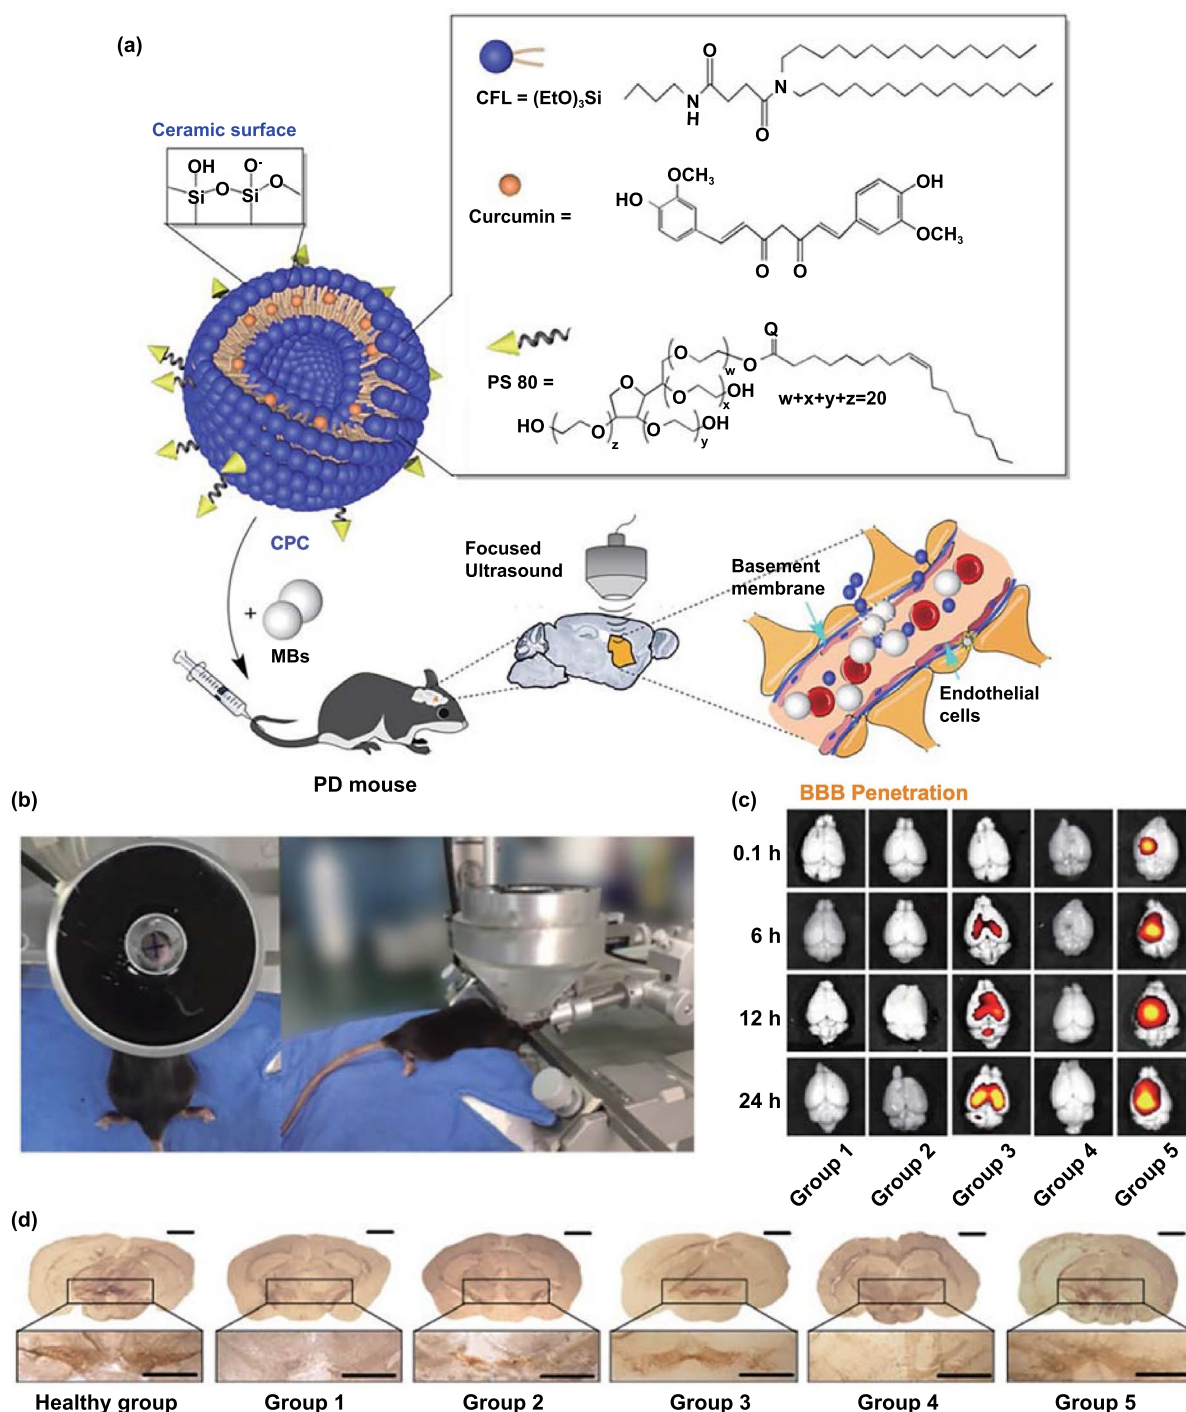 (a)
CFL = (EtO)₃Si
O
N
H
N
O
Ceramic surface
OH
O⁻
Si
O
Si
O
Curcumin =
OCH₃
HO
OH
OCH₃
O
O
PS 80 =
Q
O
w
O
O
O
OH
x
w+x+y+z=20
HO
O
z
O
OH
y
CPC
+
MBs
Focused
Ultrasound
Basement
membrane
Endothelial
cells
PD mouse
(b)
(c)
BBB Penetration
0.1 h
6 h
12 h
24 h
Group 1
Group 2
Group 3
Group 4
Group 5
(d)
Healthy group
Group 1
Group 2
Group 3
Group 4
Group 5